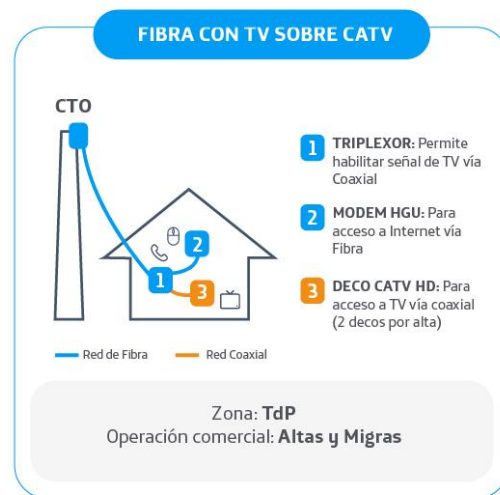 FIBRA CON TV SOBRE CATV
CTO
1
2
3
1 TRIPLEXOR: Permite
habilitar señal de TV vía
Coaxial
2 MODEM HGU: Para
acceso a Internet vía
Fibra
3 DECO CATV HD: Para
acceso a TV vía coaxial
(2 decos por alta)
Red de Fibra
Red Coaxial
Zona: TdP
Operación comercial: Altas y Migras